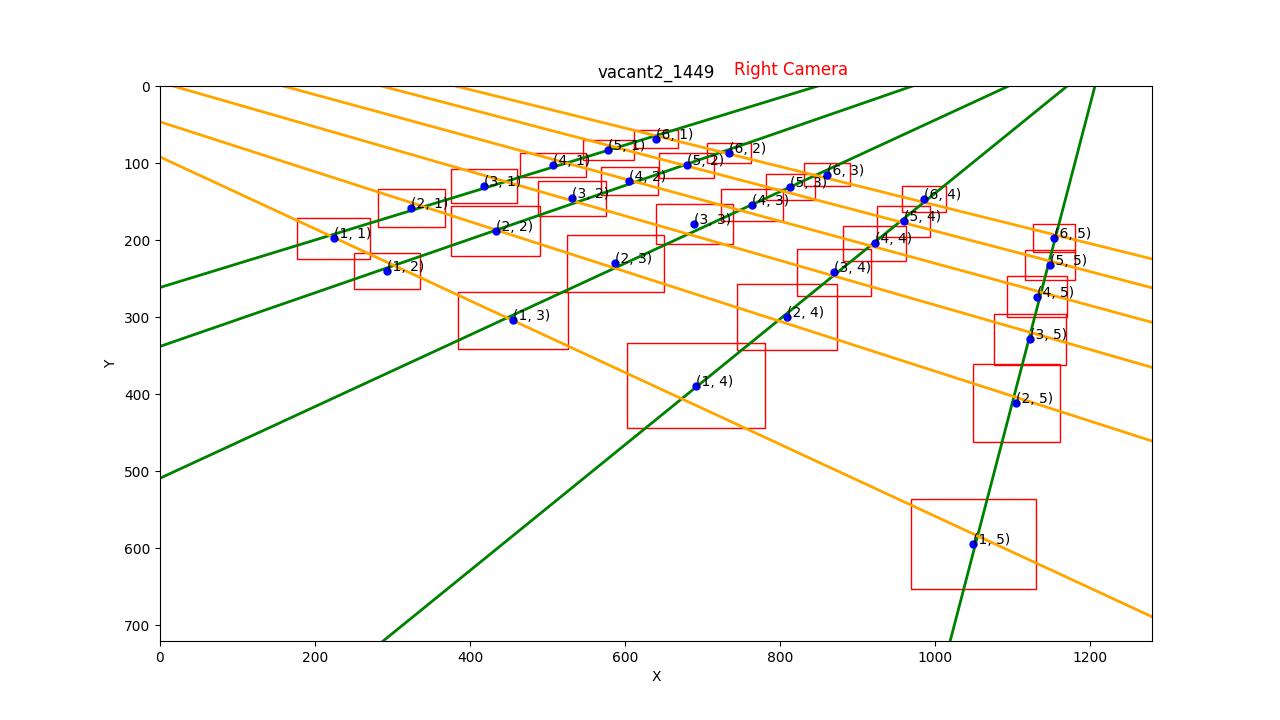 vacant2_1449 Right Camera
0
(6, 1)
(5, 1) (6, 2)
100
(4, 1) (5, 2)
(6, 3)
(3, 1) (4, 2) (5, 3)
(3, 2) (6, 4)
(2, 1) (4, 3)
(3, 3) (5, 4)
(1, 1) (2, 2) (6, 5)
200
(4, 4)
(1, 2) (2, 3) (5, 5)
(3, 4)
(4, 5)
300
(1, 3) (2, 4)
(3, 5)
Y
(1, 4)
400
(2, 5)
500
(1, 5)
600
700
0 200 400 600 800 1000 1200
X